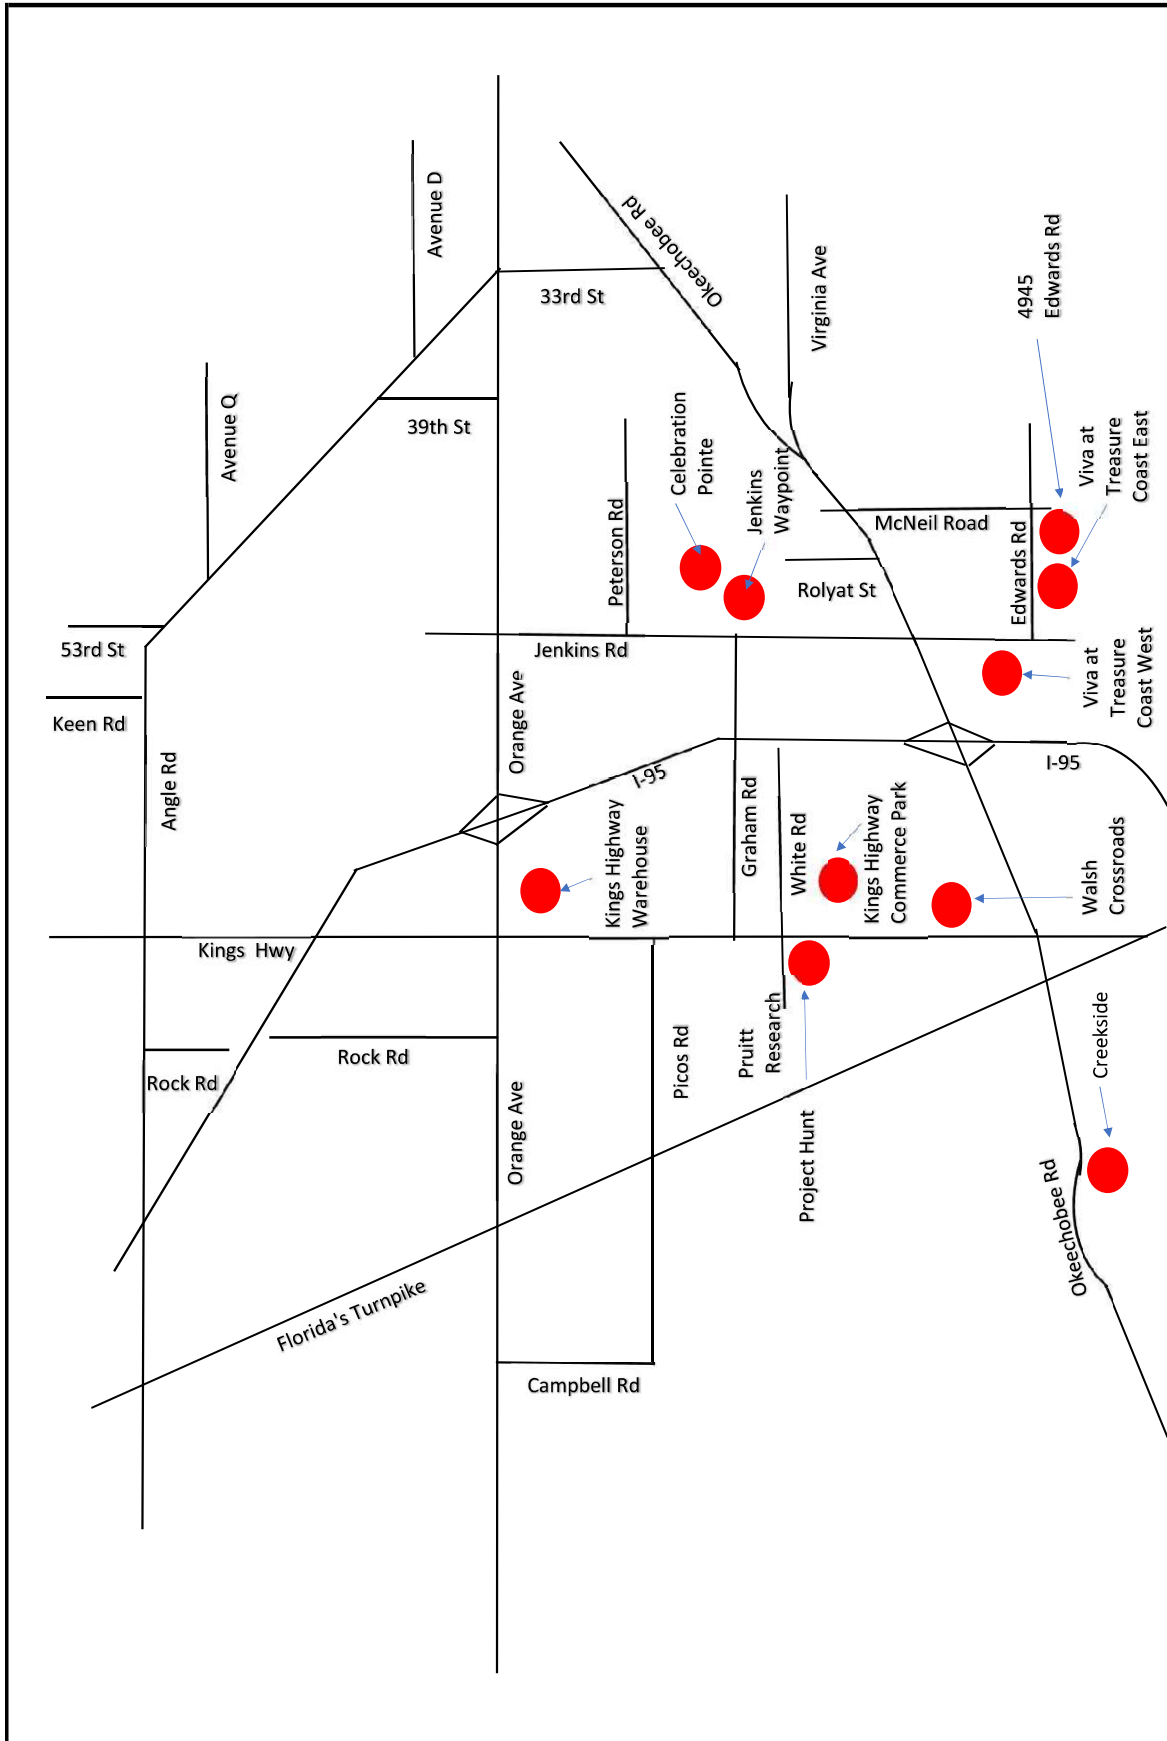 Avenue D
Okeechobee Rd
Virginia Ave
4945
Edwards Rd
33rd St
Avenue Q
39th St
Celebration
Pointe
Jenkins
Waypoint
Viva at
Treasure
Coast East
McNeil Road
Peterson Rd
Rolyat St
Edwards Rd
53rd St
Jenkins Rd
Keen Rd
Orange Ave
Viva at
Treasure
Coast West
Angle Rd
I-95
I-95
Graham Rd
White Rd
Kings Highway
Warehouse
Kings Highway
Commerce Park
Walsh
Crossroads
Kings Hwy
Rock Rd
Rock Rd
Picos Rd
Pruitt
Research
Creekside
Orange Ave
Project Hunt
Okeechobee Rd
Florida's Turnpike
Campbell Rd